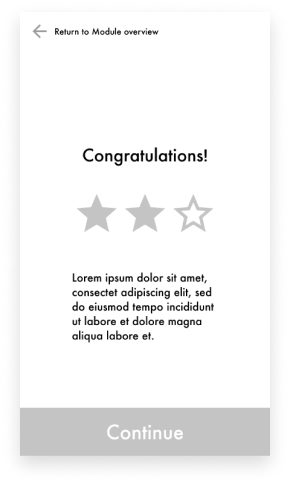 Return to Module overview
Congratulations!
Lorem ipsum dolor sit amet,
consectet adipiscing elit, sed
do eiusmod tempo incididunt
ut labore et dolore magna
aliqua labore et.
Continue